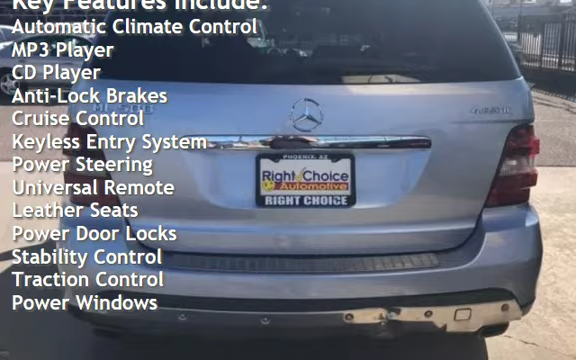 Key Features include:
Automatic Climate Control
MP3 Player
CD Player
Anti-Lock Brakes
Cruise Control
Keyless Entry System
Power Steering
Universal Remote
Leather Seats
Power Door Locks
Stability Control
Traction Control
Power Windows
4MATIC
PHOENIX, AZ
Right Choice
Automotive
RIGHT CHOICE